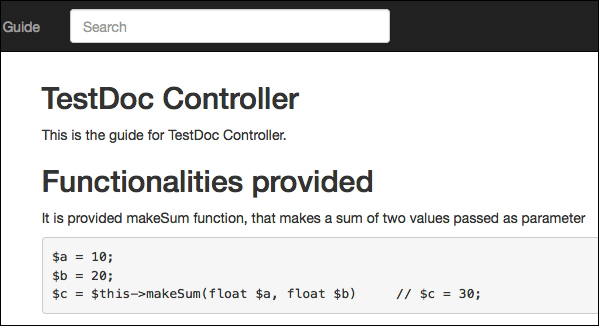 Guide Search
TestDoc Controller
This is the guide for TestDoc Controller.
Functionalities provided
It is provided makeSum function, that makes a sum of two values passed as parameter
$a = 10;
$b = 20;
$c = $this->makeSum(float $a, float $b)     // $c = 30;